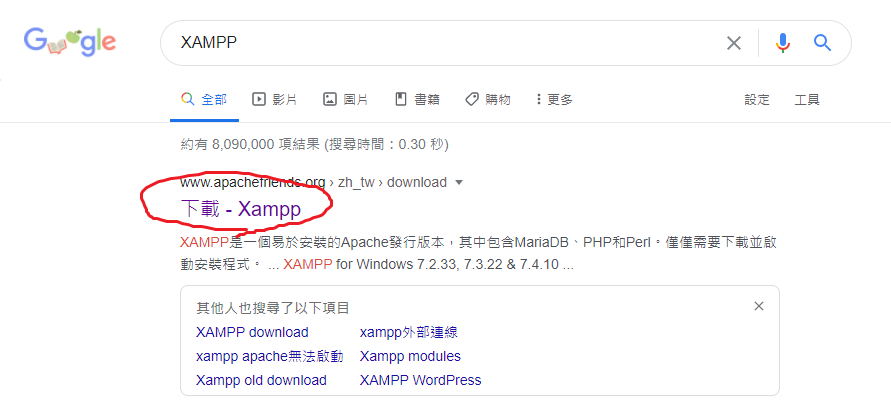 Google
XAMPP
全部 影片 圖片 書籍 購物 更多 設定 工具
約有 8,090,000 項結果 (搜尋時間：0.30 秒)
www.apachefriends.org › zh_tw › download
下載 - Xampp
XAMPP是一個易於安裝的Apache發行版本，其中包含MariaDB、PHP和Perl。僅僅需要下載並啟
動安裝程式。 ... XAMPP for Windows 7.2.33, 7.3.22 & 7.4.10 ...
其他人也搜尋了以下項目
XAMPP download xampp外部連線
xampp apache無法啟動 Xampp modules
Xampp old download XAMPP WordPress